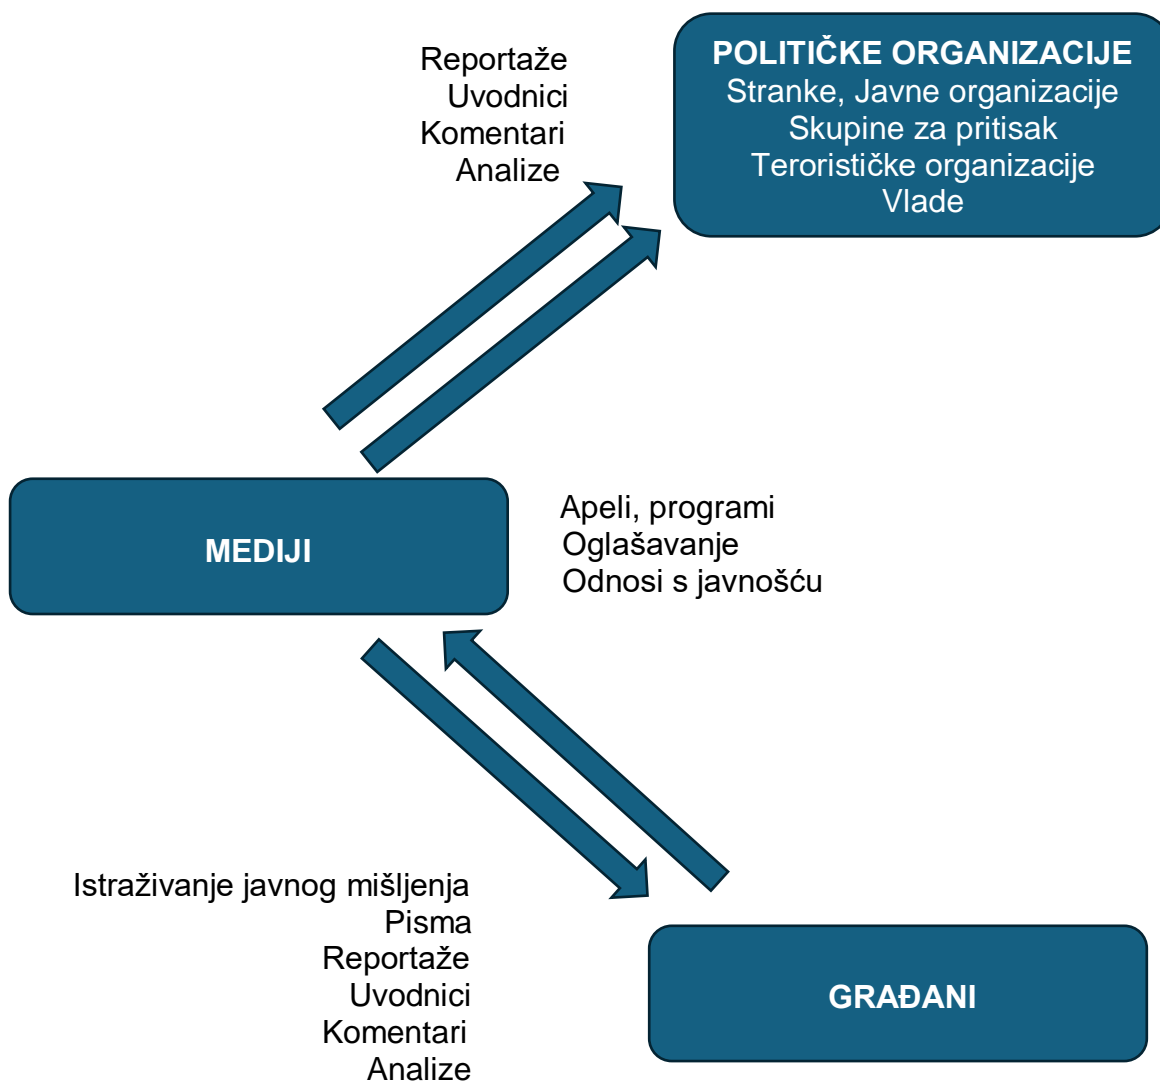 Reportaže
Uvodnici
Komentari
Analize
POLITIČKE ORGANIZACIJE
Stranke, Javne organizacije
Skupine za pritisak
Terorističke organizacije
Vlade
MEDIJI
Apeli, programi
Oglašavanje
Odnosi s javnošću
Istraživanje javnog mišljenja
Pisma
Reportaže
Uvodnici
Komentari
Analize
GRAĐANI